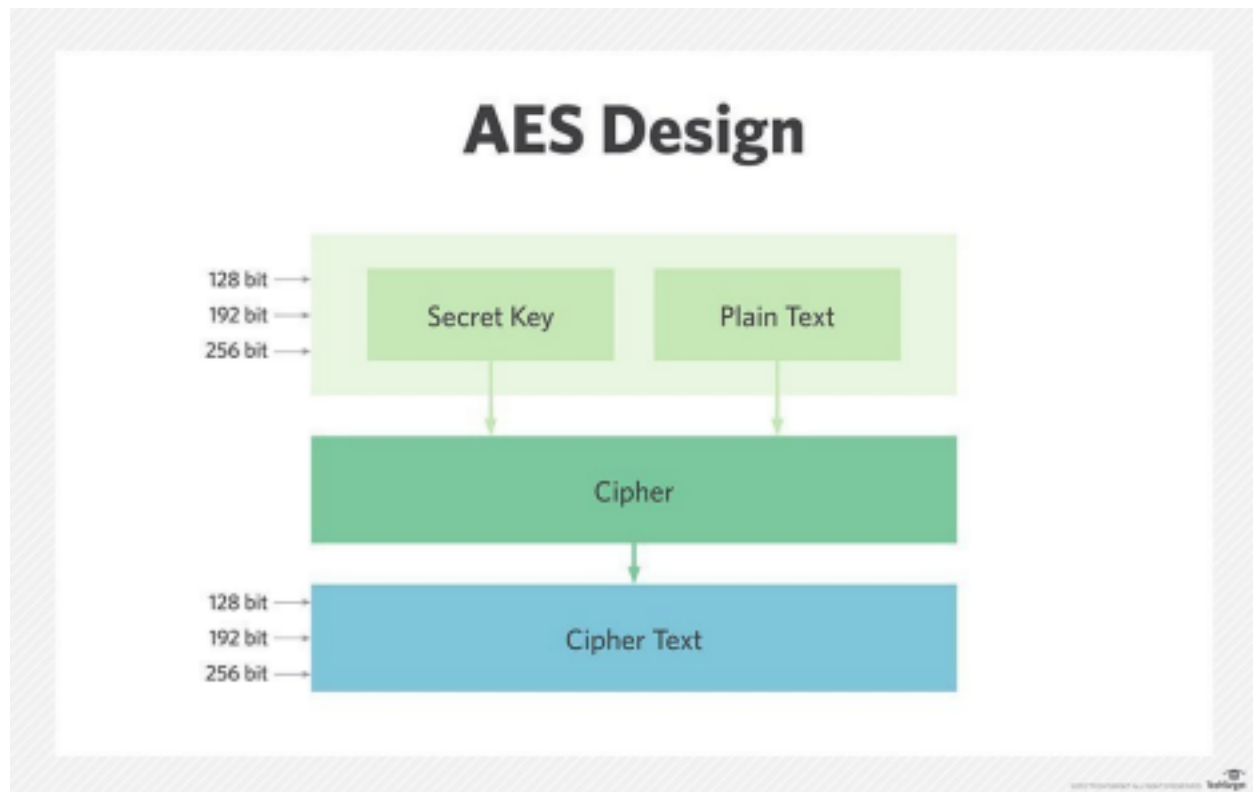 AES Design
128 bit
192 bit
256 bit
Secret Key
Plain Text
Cipher
128 bit
192 bit
256 bit
Cipher Text
TechTarget